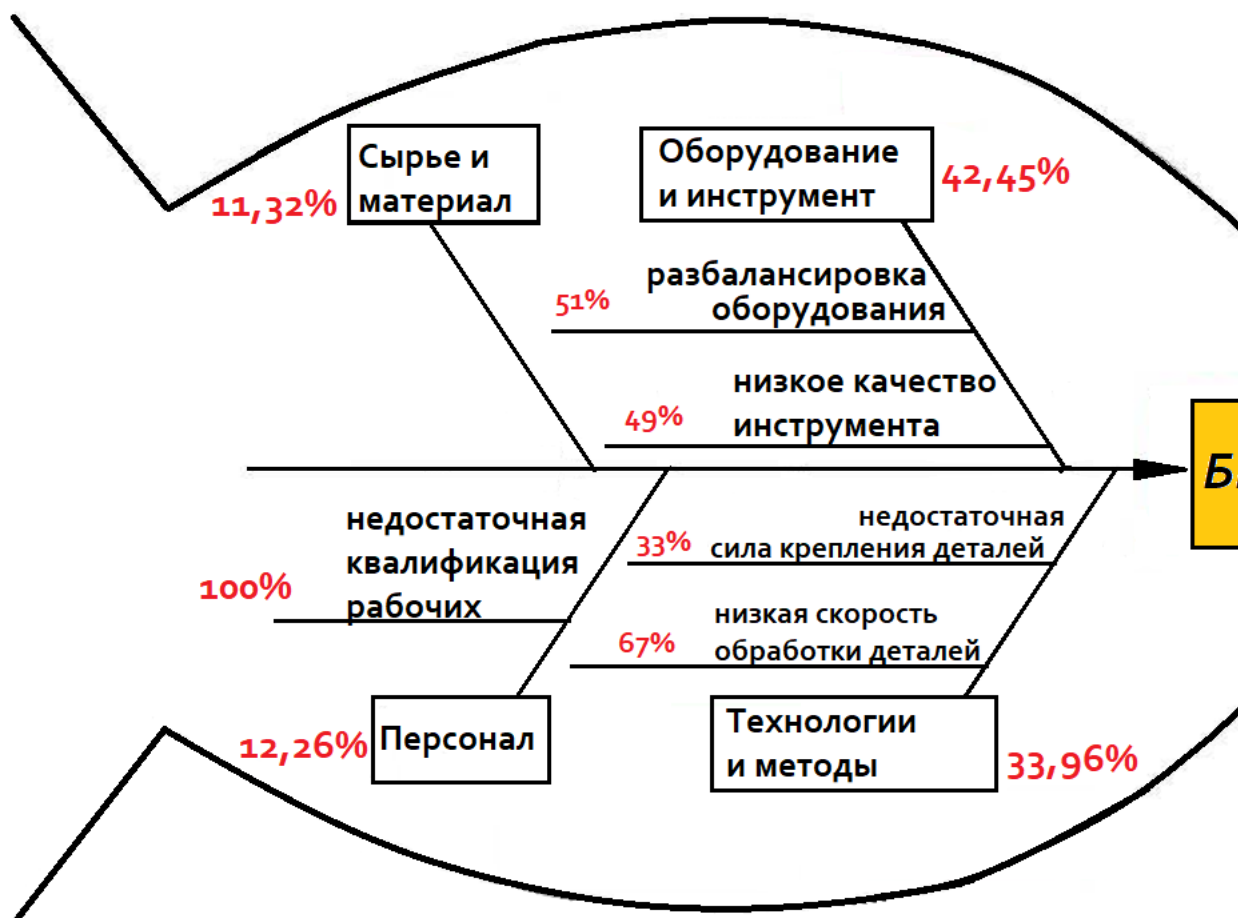 Сырье и
материал
11,32%
Оборудование
и инструмент
42,45%
разбалансировка
оборудования
51%
низкое качество
инструмента
49%
недостаточная
квалификация
рабочих
100%
недостаточная
сила крепления деталей
33%
низкая скорость
обработки деталей
67%
Персонал
12,26%
Технологии
и методы
33,96%